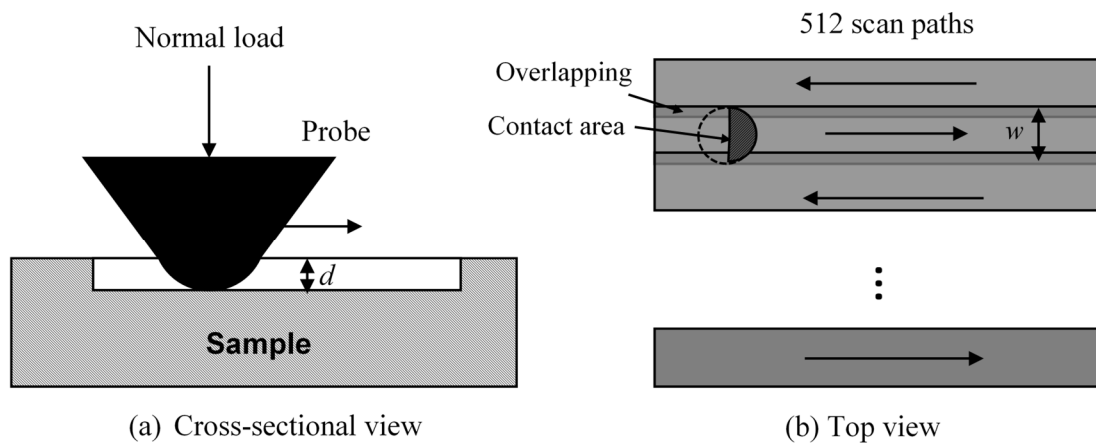 Normal load
Probe
d
Sample
(a) Cross-sectional view
512 scan paths
Overlapping
Contact area
w
(b) Top view